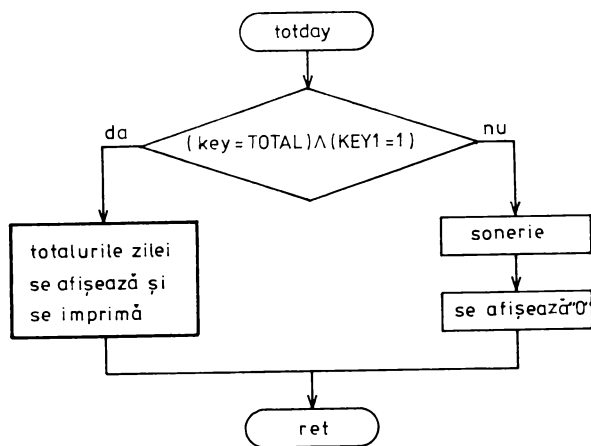 totday
(key=TOTAL)∧(KEY1=1)
da
nu
totalurile zilei
se afișează și
se imprimă
sonerie
se afișează"0"
ret